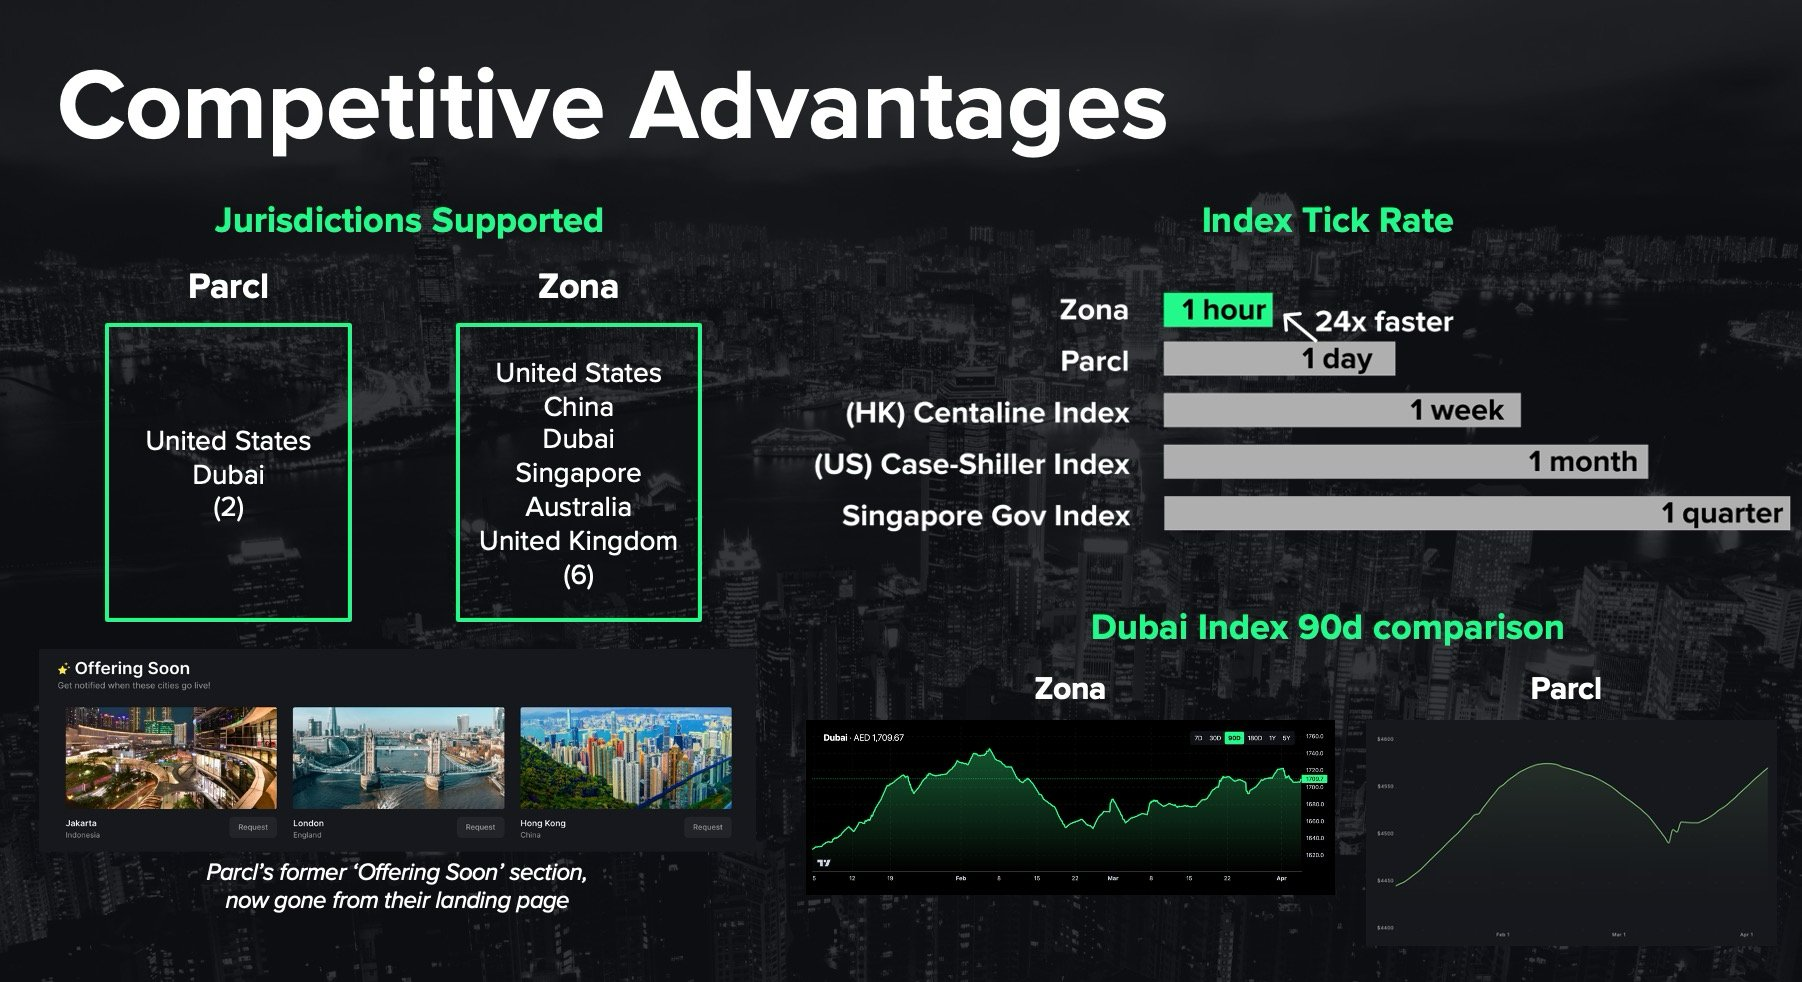 Competitive Advantages
Jurisdictions Supported
Parcl
United States
Dubai
(2)
Zona
United States
China
Dubai
Singapore
Australia
United Kingdom
(6)
Offering Soon
Get notified when these cities go live!
Jakarta
Indonesia
Request
London
England
Request
Hong Kong
China
Request
Parcl's former ‘Offering Soon’ section,
now gone from their landing page
Index Tick Rate
Zona 1 hour
24x faster
Parcl 1 day
(HK) Centaline Index 1 week
(US) Case-Shiller Index 1 month
Singapore Gov Index 1 quarter
Dubai Index 90d comparison
Zona
Dubai · AED 1,709.67
7D 30D 90D 180D 1Y 5Y
1760.0
1740.0
1720.0
1709.7
1700.0
1680.0
1660.0
1640.0
1620.0
5 12 19 Feb 8 15 22 Mar 8 15 22 Apr
Parcl
$4600
$4550
$4500
$4450
$4400
Feb 1 Mar 1 Apr 1